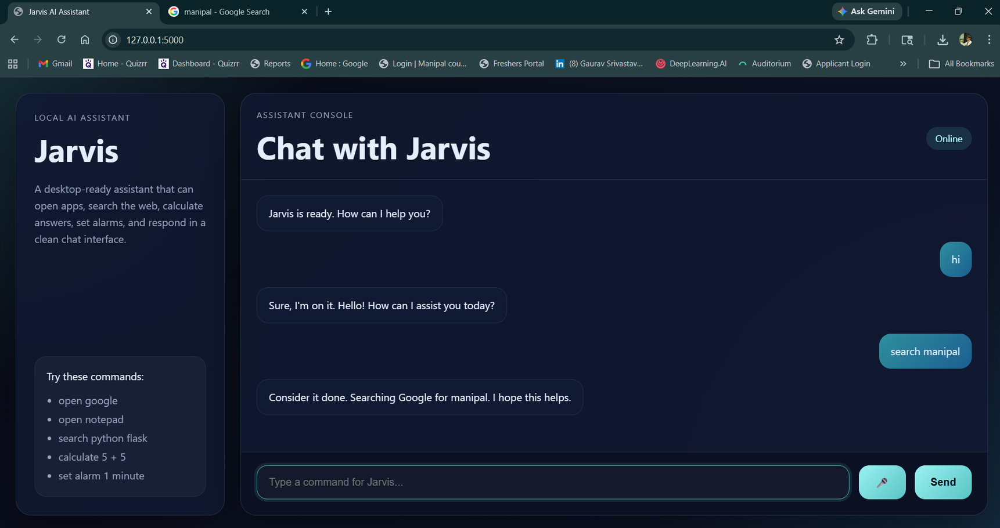 Jarvis AI Assistant
manipal - Google Search
Ask Gemini
127.0.0.1:5000
Gmail
Home - Quizrr
Dashboard - Quizrr
Reports
Home : Google
Login | Manipal cou...
Freshers Portal
(8) Gaurav Srivastav...
DeepLearning.AI
Auditorium
Applicant Login
All Bookmarks
LOCAL AI ASSISTANT
Jarvis
A desktop-ready assistant that can
open apps, search the web, calculate
answers, set alarms, and respond in a
clean chat interface.
Try these commands:
open google
open notepad
search python flask
calculate 5 + 5
set alarm 1 minute
ASSISTANT CONSOLE
Chat with Jarvis
Online
Jarvis is ready. How can I help you?
hi
Sure, I'm on it. Hello! How can I assist you today?
search manipal
Consider it done. Searching Google for manipal. I hope this helps.
Type a command for Jarvis...
Send